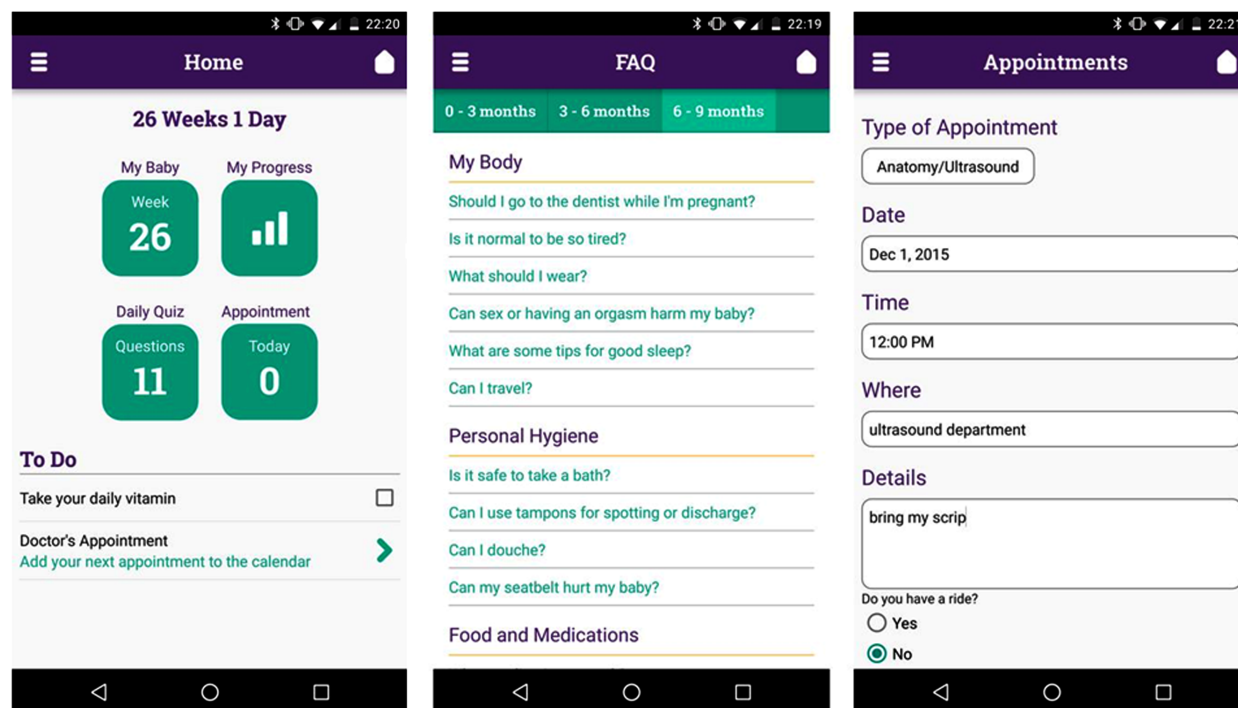 22:20
Home
26 Weeks 1 Day
My Baby My Progress
Week
26
Daily Quiz Appointment
Questions Today
11 0
To Do
Take your daily vitamin
Doctor's Appointment
Add your next appointment to the calendar
22:19
FAQ
0 - 3 months 3 - 6 months 6 - 9 months
My Body
Should I go to the dentist while I'm pregnant?
Is it normal to be so tired?
What should I wear?
Can sex or having an orgasm harm my baby?
What are some tips for good sleep?
Can I travel?
Personal Hygiene
Is it safe to take a bath?
Can I use tampons for spotting or discharge?
Can I douche?
Can my seatbelt hurt my baby?
Food and Medications
22:21
Appointments
Type of Appointment
Anatomy/Ultrasound
Date
Dec 1, 2015
Time
12:00 PM
Where
ultrasound department
Details
bring my scrip
Do you have a ride?
Yes
No